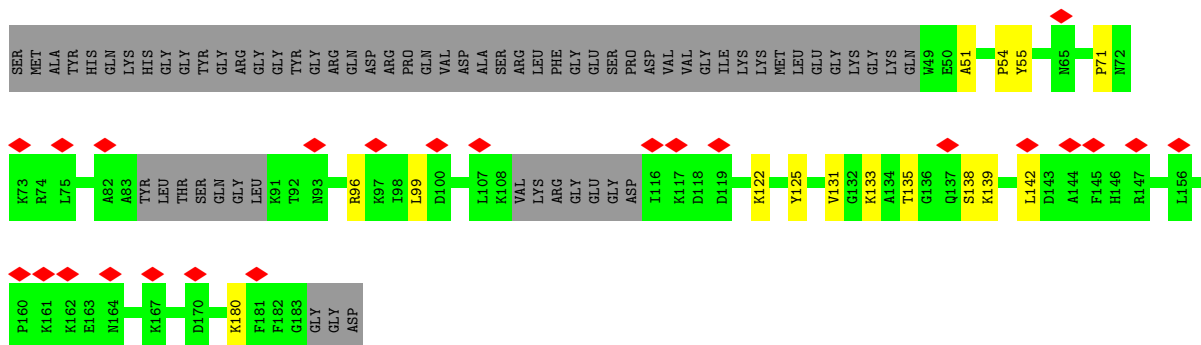 SER MET ALA TYR HIS GLN LYS HIS GLY GLY TYR GLY ARG GLY GLY TYR GLY ARG GLN ASP ARG PRO GLN VAL ASP ALA SER ARG LEU PHE GLY GLU SER PRO ASP VAL VAL GLY ILE LYS LYS MET LEU GLU GLY LYS GLY LYS GLN W49 E50 A51 P54 Y55 N65 P71 N72
K73 R74 L75 A82 A83 TYR LEU THR SER GLN GLY LEU K91 T92 N93 R96 K97 I98 L99 D100 L107 K108 VAL LYS ARG GLY GLU GLY ASP I116 K117 D118 D119 K122 Y125 V131 G132 K133 A134 T135 G136 Q137 S138 K139 L142 D143 A144 F145 H146 R147 L156
P160 K161 K162 E163 N164 K167 D170 K180 F181 F182 G183 GLY GLY ASP